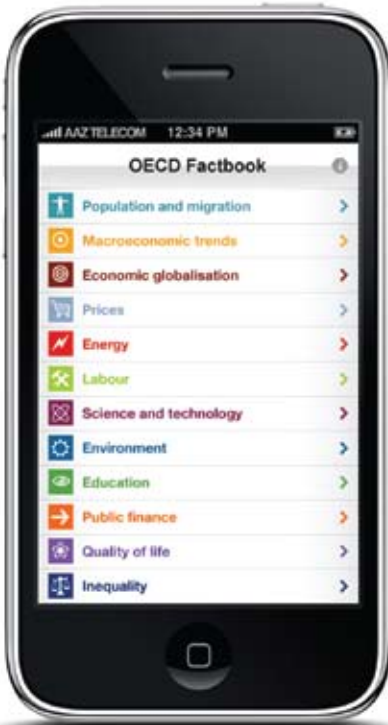 AAZ TELECOM 12:34 PM
OECD Factbook
Population and migration
Macroeconomic trends
Economic globalisation
Prices
Energy
Labour
Science and technology
Environment
Education
Public finance
Quality of life
Inequality